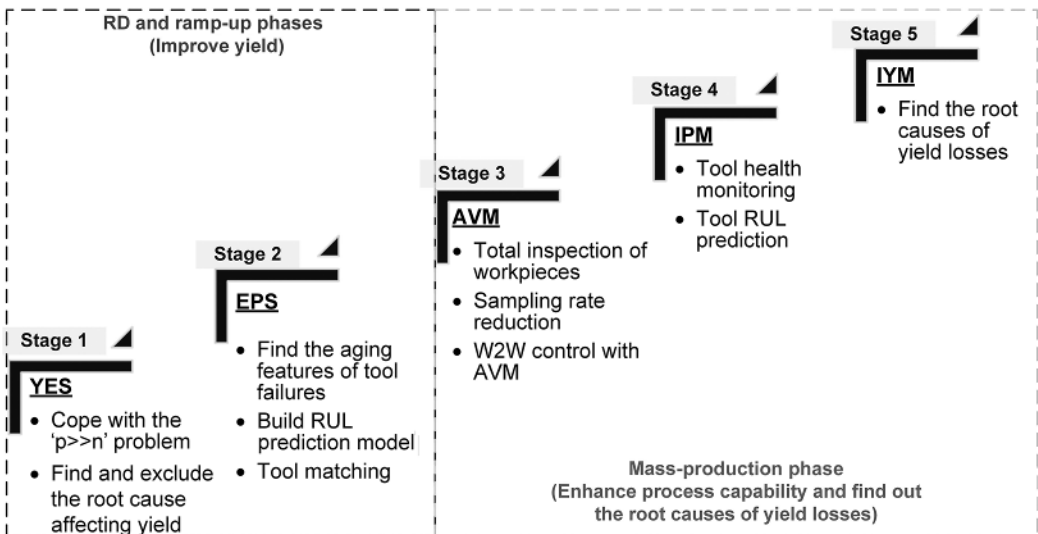 RD and ramp-up phases
(Improve yield)
Stage 1
YES
• Cope with the
'p>>n' problem
• Find and exclude
the root cause
affecting yield
Stage 2
EPS
• Find the aging
features of tool
failures
• Build RUL
prediction model
• Tool matching
Stage 3
AVM
• Total inspection of
workpieces
• Sampling rate
reduction
• W2W control with
AVM
Stage 4
IPM
• Tool health
monitoring
• Tool RUL
prediction
Stage 5
IYM
• Find the root
causes of
yield losses
Mass-production phase
(Enhance process capability and find out
the root causes of yield losses)